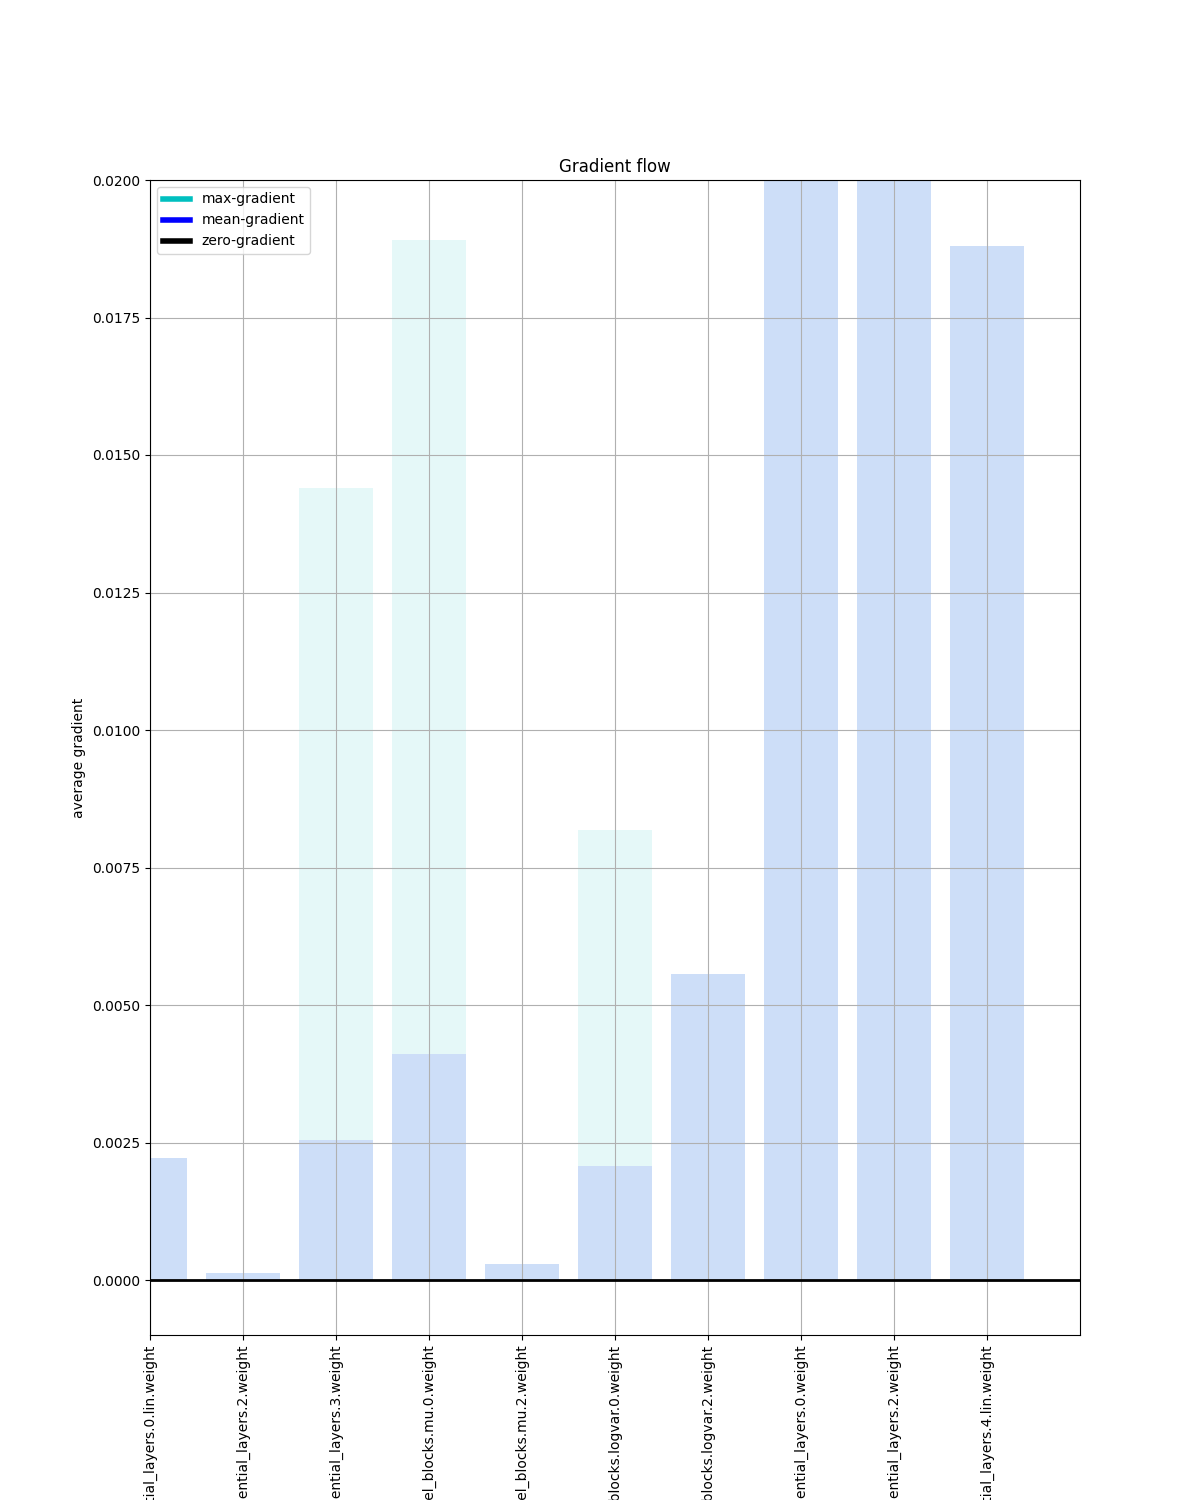 Gradient flow
max-gradient
mean-gradient
zero-gradient
average gradient
0.0200
0.0175
0.0150
0.0125
0.0100
0.0075
0.0050
0.0025
0.0000
tial_layers.0.lin.weight
ential_layers.2.weight
ential_layers.3.weight
el_blocks.mu.0.weight
el_blocks.mu.2.weight
blocks.logvar.0.weight
blocks.logvar.2.weight
ential_layers.0.weight
ential_layers.2.weight
tial_layers.4.lin.weight